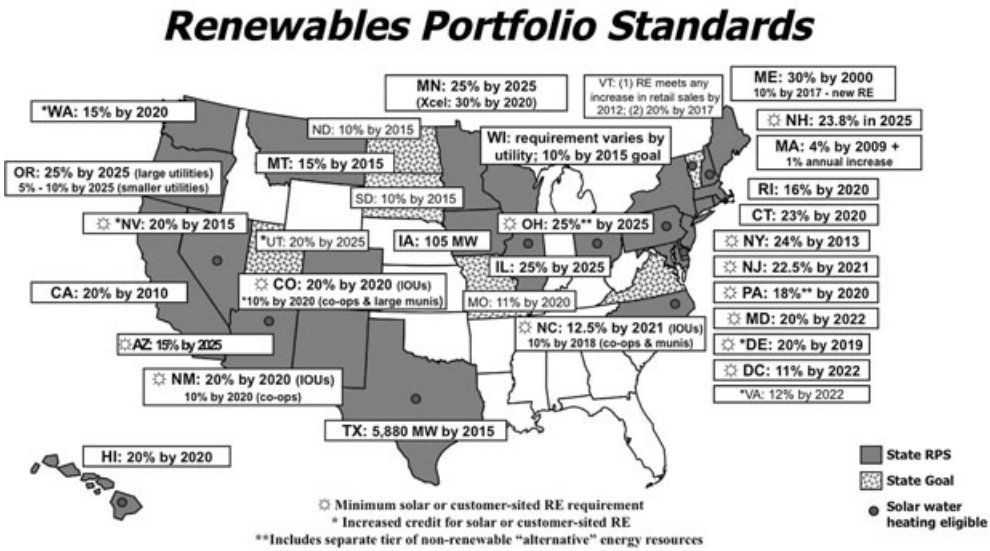 Renewables Portfolio Standards
*WA: 15% by 2020
MN: 25% by 2025
(Xcel: 30% by 2020)
VT: (1) RE meets any
increase in retail sales by
2012; (2) 20% by 2017
ME: 30% by 2000
10% by 2017 - new RE
☼ NH: 23.8% in 2025
ND: 10% by 2015
WI: requirement varies by
utility; 10% by 2015 goal
MA: 4% by 2009 +
1% annual increase
OR: 25% by 2025 (large utilities)
5% - 10% by 2025 (smaller utilities)
MT: 15% by 2015
RI: 16% by 2020
SD: 10% by 2015
CT: 23% by 2020
☼ *NV: 20% by 2015
*UT: 20% by 2025
IA: 105 MW
☼ OH: 25%** by 2025
☼ NY: 24% by 2013
IL: 25% by 2025
☼ NJ: 22.5% by 2021
CA: 20% by 2010
☼ CO: 20% by 2020 (IOUs)
*10% by 2020 (co-ops & large munis)
MO: 11% by 2020
☼ PA: 18%** by 2020
☼ NC: 12.5% by 2021 (IOUs)
10% by 2018 (co-ops & munis)
☼ MD: 20% by 2022
☼ AZ: 15% by 2025
☼ *DE: 20% by 2019
☼ NM: 20% by 2020 (IOUs)
10% by 2020 (co-ops)
☼ DC: 11% by 2022
*VA: 12% by 2022
TX: 5,880 MW by 2015
HI: 20% by 2020
State RPS
State Goal
Solar water
heating eligible
☼ Minimum solar or customer-sited RE requirement
* Increased credit for solar or customer-sited RE
**Includes separate tier of non-renewable “alternative” energy resources